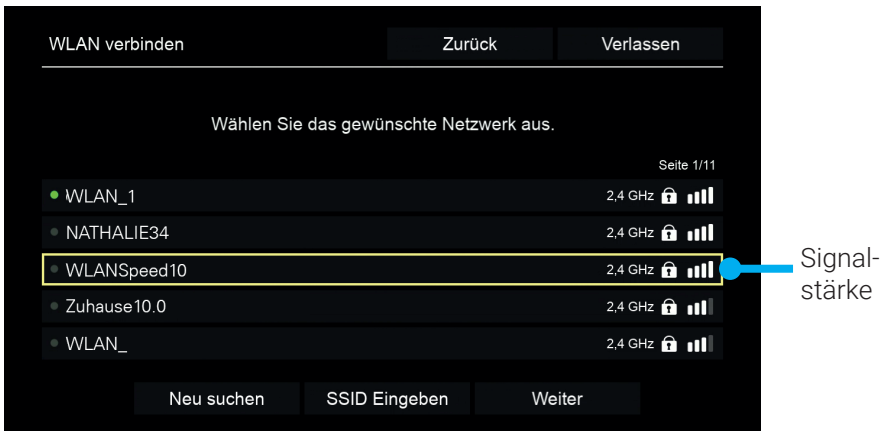 WLAN verbinden Zurück Verlassen
Wählen Sie das gewünschte Netzwerk aus.
Seite 1/11
WLAN_1 2,4 GHz
NATHALIE34 2,4 GHz
WLANSpeed10 2,4 GHz
Signal-
stärke
Zuhause10.0 2,4 GHz
WLAN_ 2,4 GHz
Neu suchen SSID Eingeben Weiter